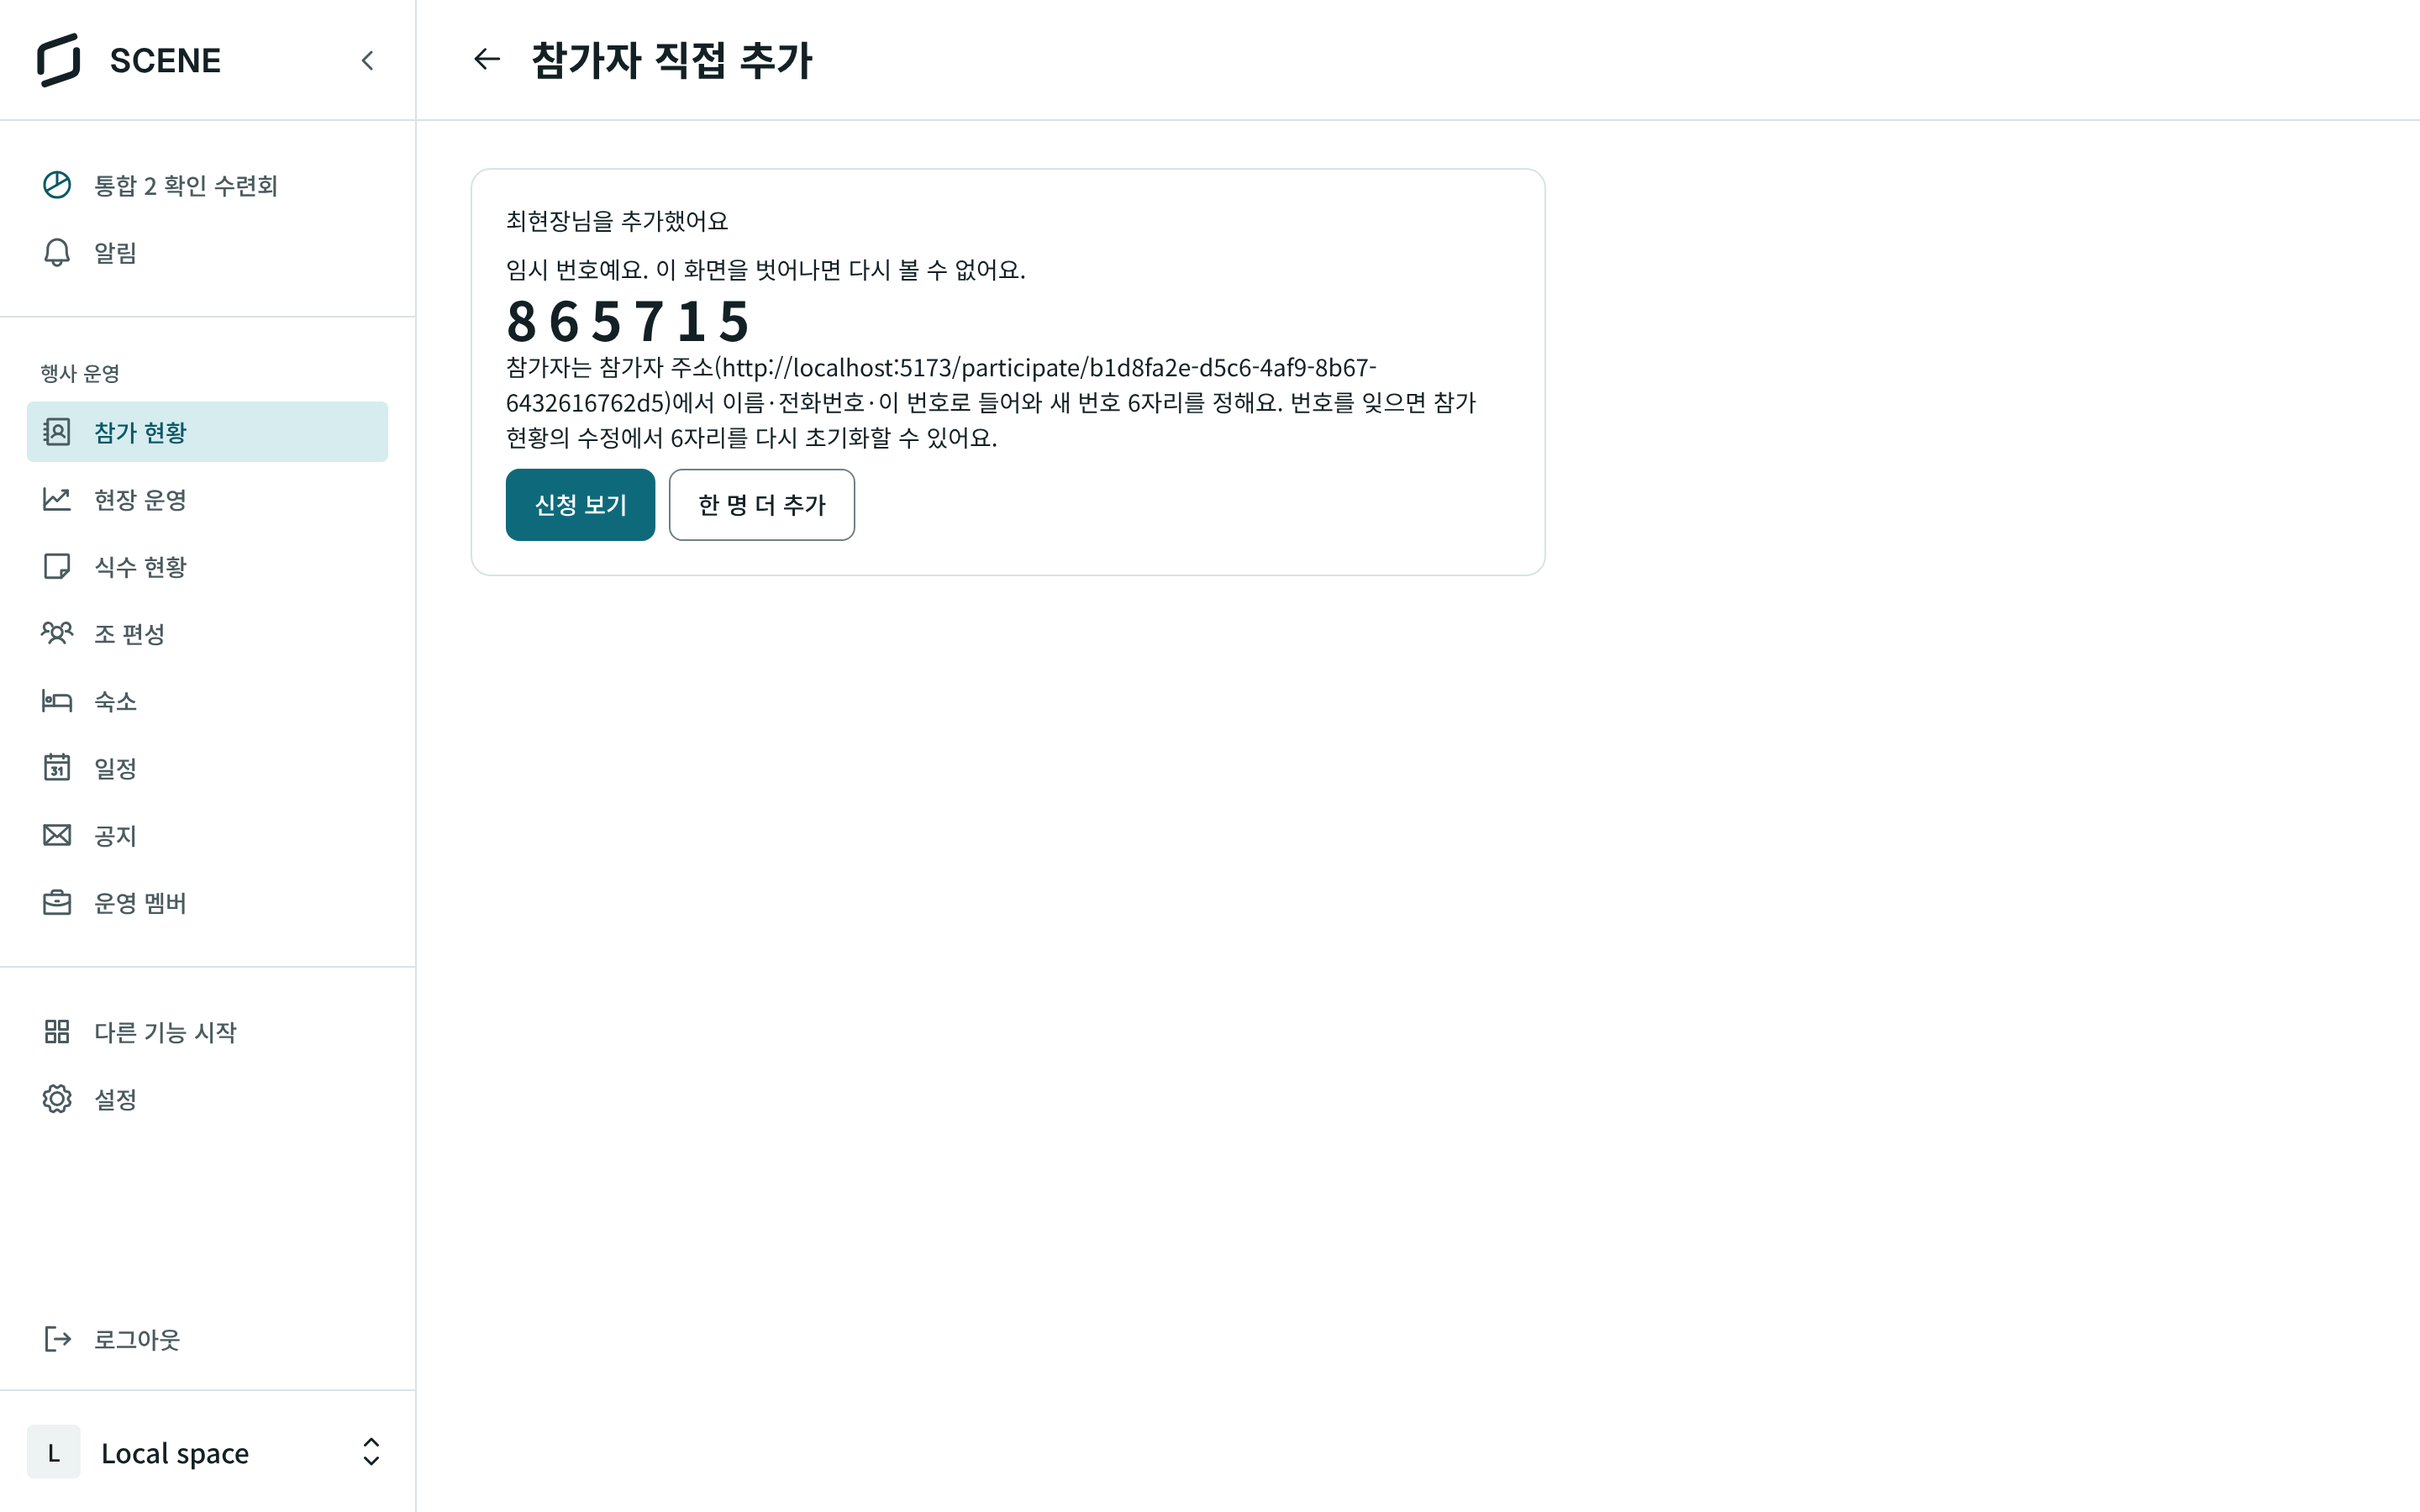 SCENE
통합 2 확인 수련회
알림
행사 운영
참가 현황
현장 운영
식수 현황
조 편성
숙소
일정
공지
운영 멤버
다른 기능 시작
설정
로그아웃
L
Local space
참가자 직접 추가
최현장님을 추가했어요
임시 번호예요. 이 화면을 벗어나면 다시 볼 수 없어요.
865715
참가자는 참가자 주소(http://localhost:5173/participate/b1d8fa2e-d5c6-4af9-8b67-
6432616762d5)에서 이름·전화번호·이 번호로 들어와 새 번호 6자리를 정해요. 번호를 잊으면 참가
현황의 수정에서 6자리를 다시 초기화할 수 있어요.
신청 보기
한 명 더 추가